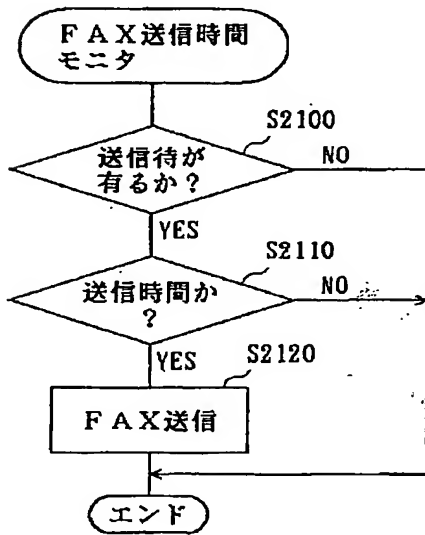 ＦＡＸ送信時間
モニタ
S2100
送信待が
有るか？
NO
YES
S2110
送信時間か
？
NO
YES
S2120
ＦＡＸ送信
エンド